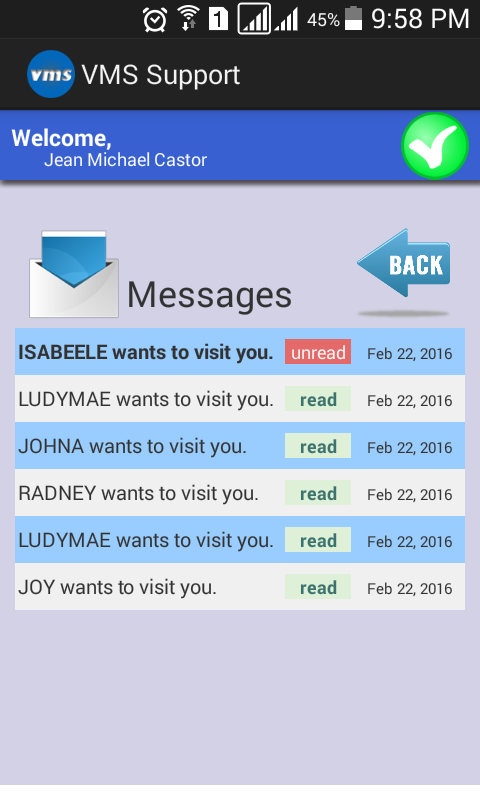 1 45% 9:58 PM
vms VMS Support
Welcome,
Jean Michael Castor
Messages BACK
ISABEELE wants to visit you. unread Feb 22, 2016
LUDYMAE wants to visit you. read Feb 22, 2016
JOHNA wants to visit you. read Feb 22, 2016
RADNEY wants to visit you. read Feb 22, 2016
LUDYMAE wants to visit you. read Feb 22, 2016
JOY wants to visit you. read Feb 22, 2016